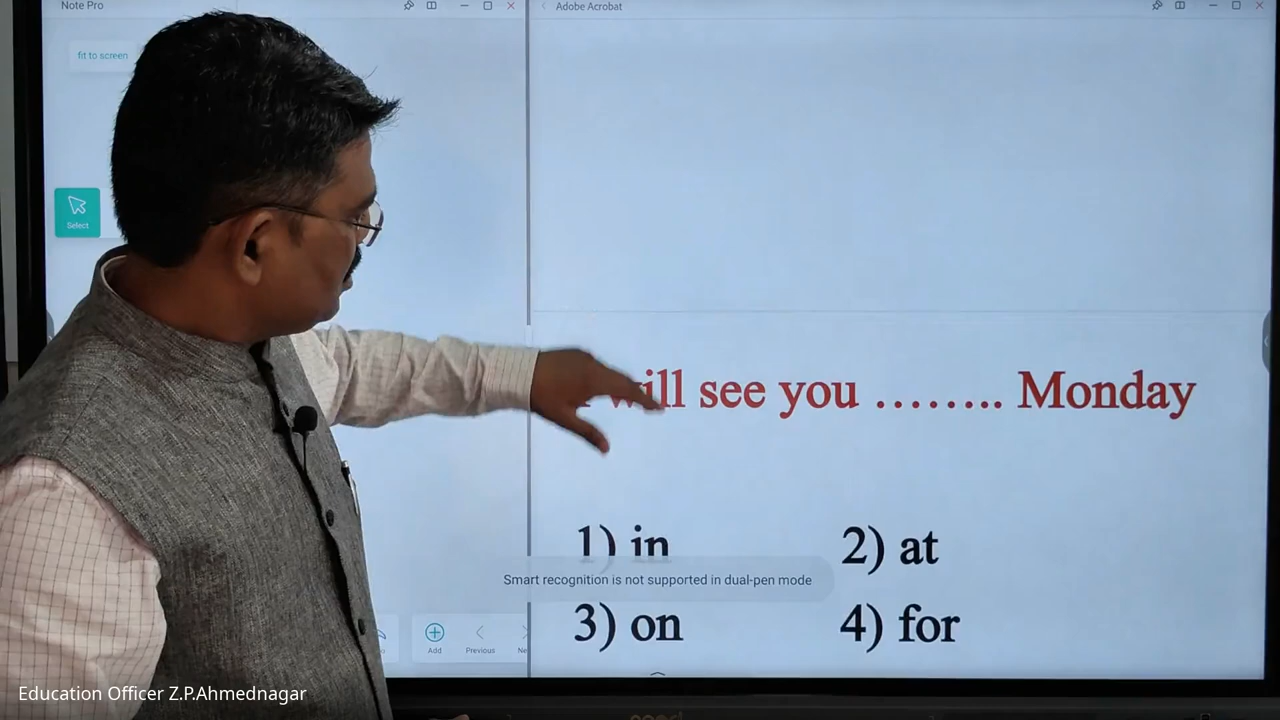 Note Pro
Adobe Acrobat
fit to screen
Select
will see you ........ Monday
1) in 2) at
Smart recognition is not supported in dual-pen mode
3) on 4) for
Add Previous
Education Officer Z.P.Ahmednagar